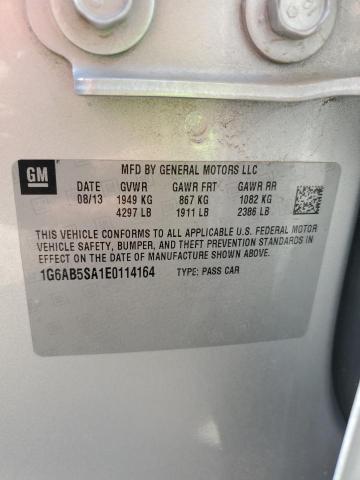 GM
MFD BY GENERAL MOTORS LLC
DATE GVWR GAWR FRT GAWR RR
08/13 1949 KG 867 KG 1082 KG
4297 LB 1911 LB 2386 LB
THIS VEHICLE CONFORMS TO ALL APPLICABLE U.S. FEDERAL MOTOR
VEHICLE SAFETY, BUMPER, AND THEFT PREVENTION STANDARDS IN
EFFECT ON THE DATE OF MANUFACTURE SHOWN ABOVE.
1G6AB5SA1E0114164 TYPE: PASS CAR